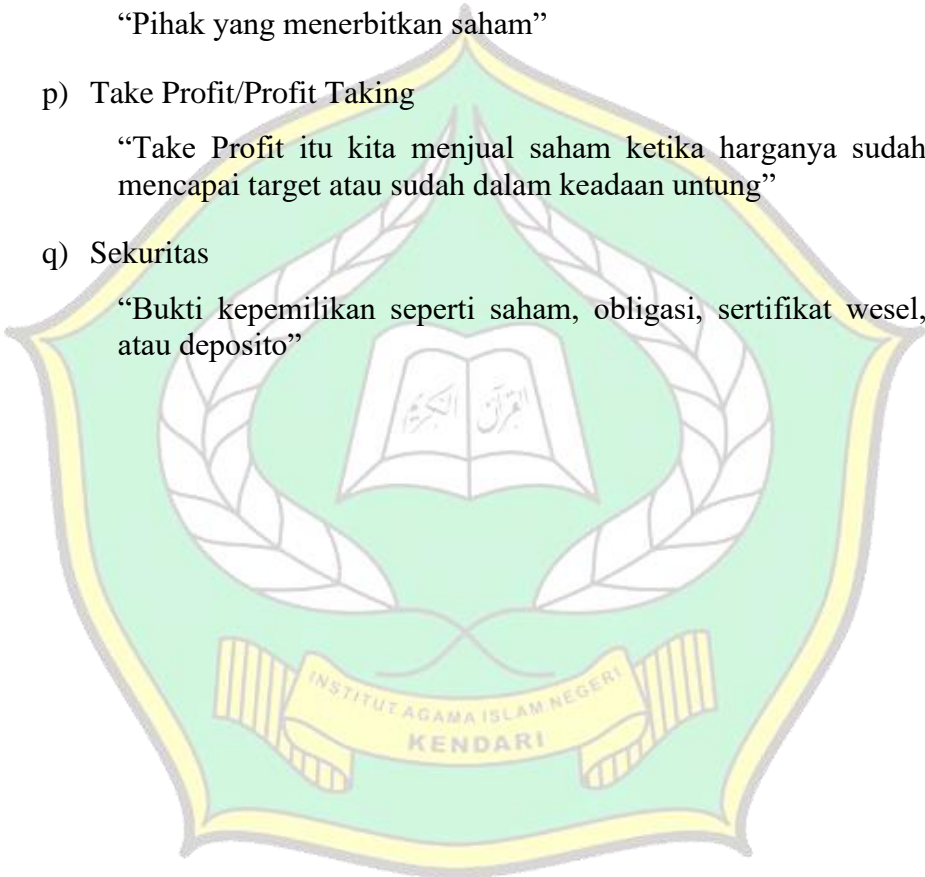 “Pihak yang menerbitkan saham”
p) Take Profit/Profit Taking
“Take Profit itu kita menjual saham ketika harganya sudah
mencapai target atau sudah dalam keadaan untung”
q) Sekuritas
“Bukti kepemilikan seperti saham, obligasi, sertifikat wesel,
atau deposito”
القرآن الكريم
INSTITUT AGAMA ISLAM NEGERI
KENDARI